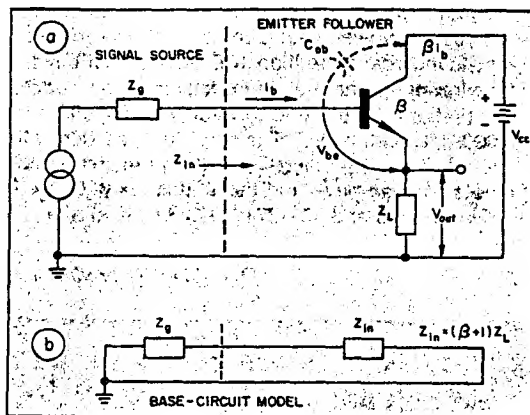 a
EMITTER FOLLOWER
SIGNAL SOURCE
Cob
βIb
Zg
Ib
β
+
-
Vcc
Zin
Vbe
ZL
Vout
b
Zg
Zin
Zin=(β+1)ZL
BASE-CIRCUIT MODEL